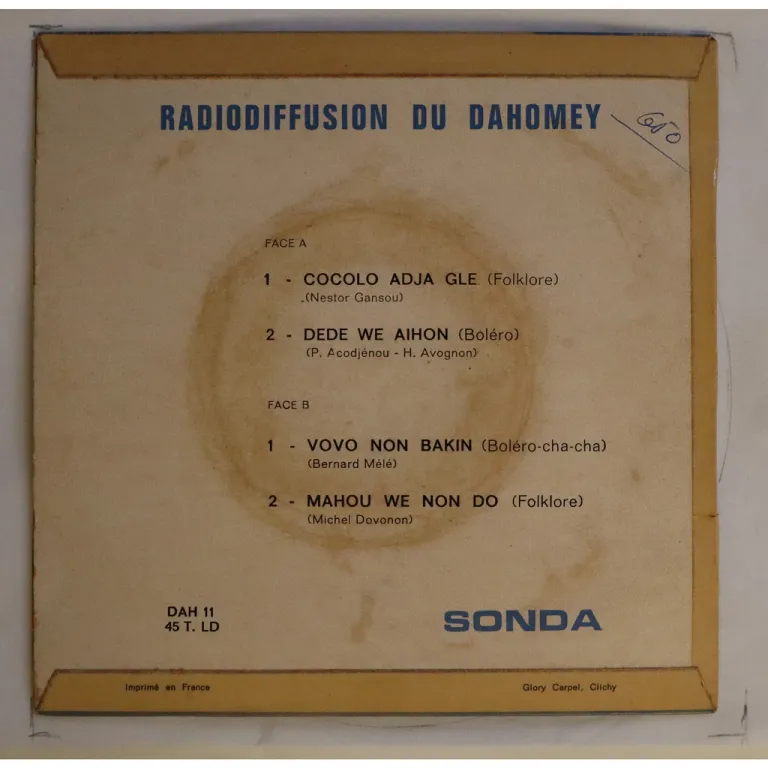 RADIODIFFUSION DU DAHOMEY
650
FACE A
1 - COCOLO ADJA GLE (Folklore)
(Nestor Gansou)
2 - DEDE WE AIHON (Boléro)
(P. Acodjénou - H. Avognon)
FACE B
1 - VOVO NON BAKIN (Boléro-cha-cha)
(Bernard Mélé)
2 - MAHOU WE NON DO (Folklore)
(Michel Dovonon)
DAH 11
45 T. LD
SONDA
Imprimé en France
Glory Carpel, Clichy